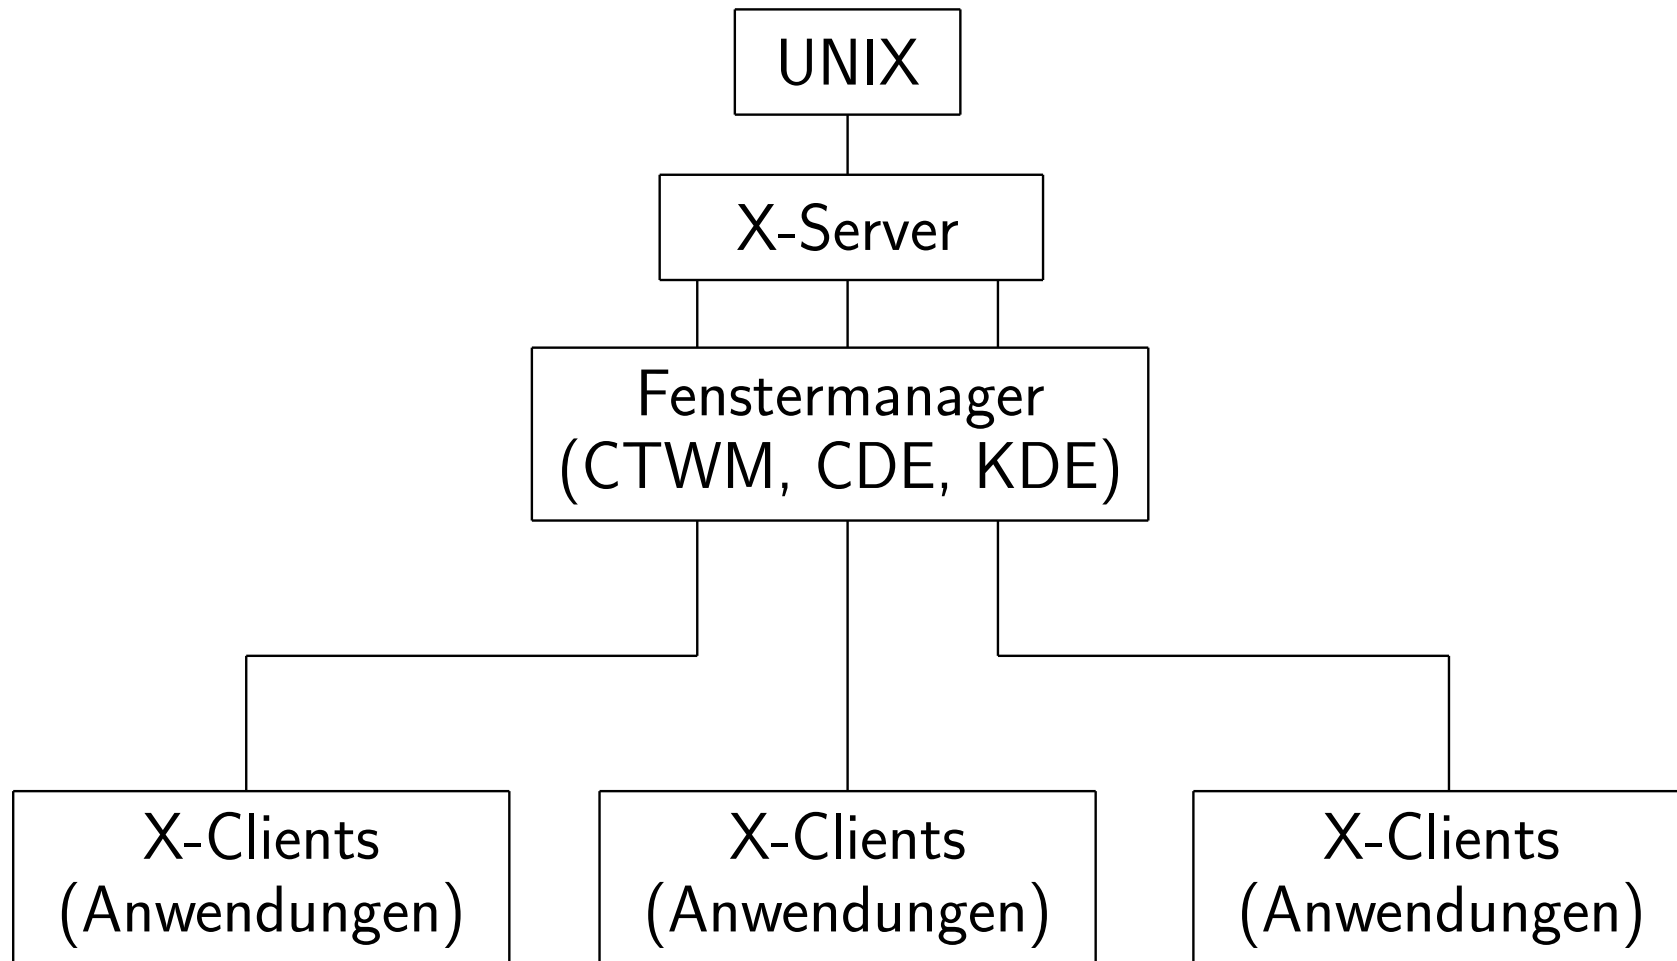 UNIX
X-Server
Fenstermanager
(CTWM, CDE, KDE)
X-Clients
(Anwendungen)
X-Clients
(Anwendungen)
X-Clients
(Anwendungen)